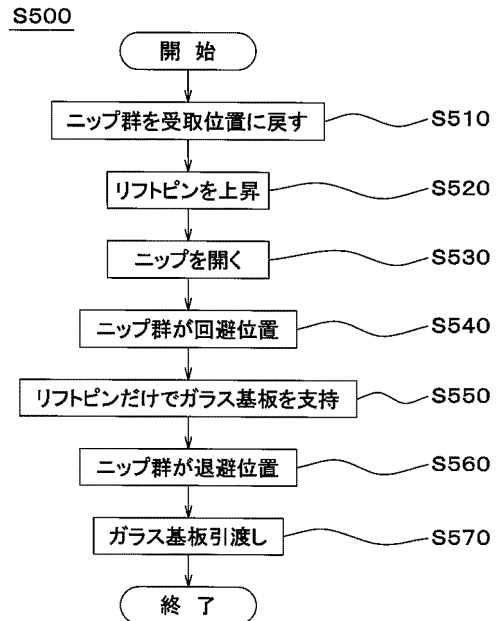 S500
開 始
ニップ群を受取位置に戻す
S510
リフトピンを上昇
S520
ニップを開く
S530
ニップ群が回避位置
S540
リフトピンだけでガラス基板を支持
S550
ニップ群が退避位置
S560
ガラス基板引渡し
S570
終 了